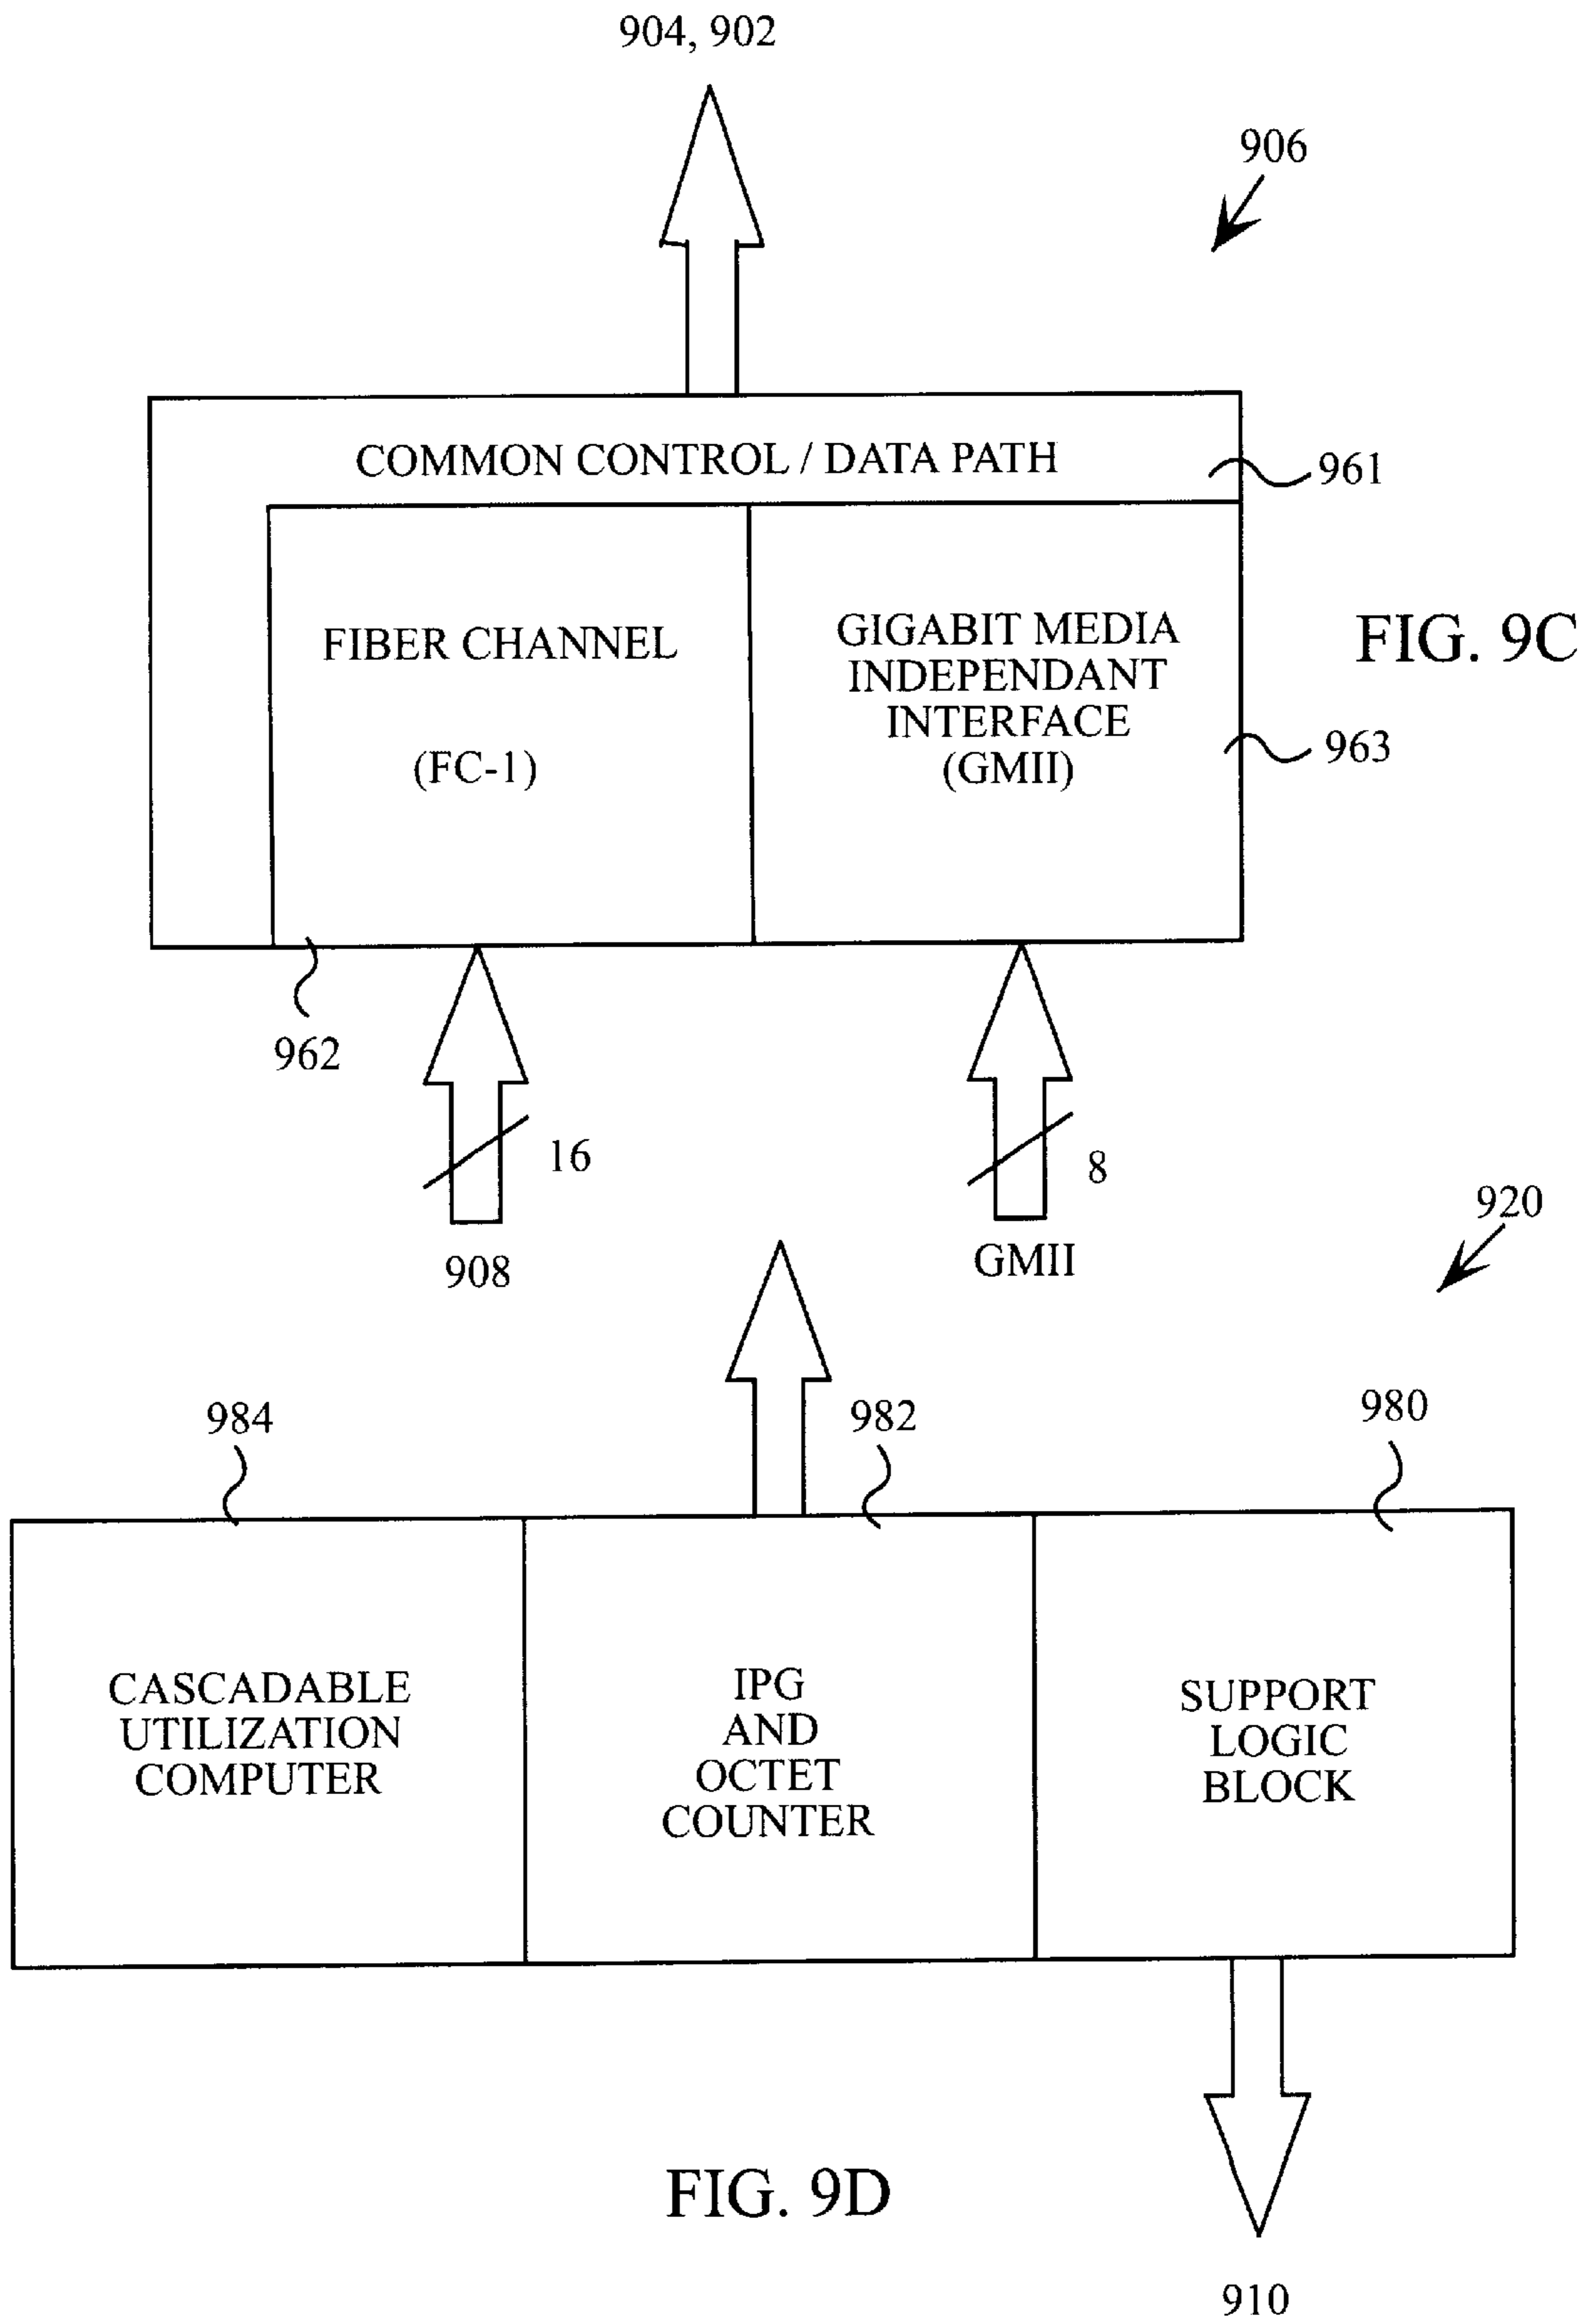 904, 902
906
COMMON CONTROL / DATA PATH
961
FIBER CHANNEL
(FC-1)
GIGABIT MEDIA
INDEPENDANT
INTERFACE
(GMII)
FIG. 9C
963
962
16
8
908
GMII
920
984
982
980
CASCADABLE
UTILIZATION
COMPUTER
IPG
AND
OCTET
COUNTER
SUPPORT
LOGIC
BLOCK
FIG. 9D
910